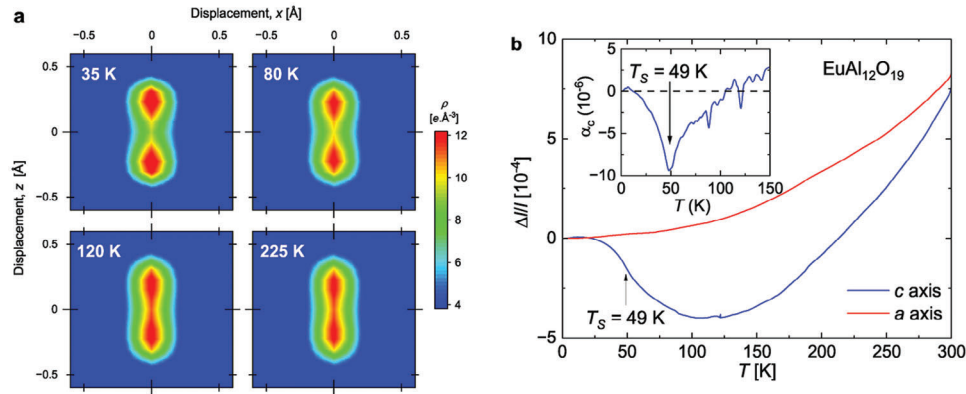 a
Displacement, x [Å]
−0.5 0 0.5 −0.5 0 0.5
0.5
0
−0.5
0.5
0
−0.5
Displacement, z [Å]
35 K
80 K
120 K
225 K
ρ
[e.Å⁻³]
12
10
8
6
4
b
10
5
0
−5
Δl/l [10⁻⁴]
0 50 100 150 200 250 300
T [K]
EuAl₁₂O₁₉
T_S = 49 K
c axis
a axis
5
0
−5
−10
α_c (10⁻⁶)
T_S = 49 K
0 50 100 150
T (K)